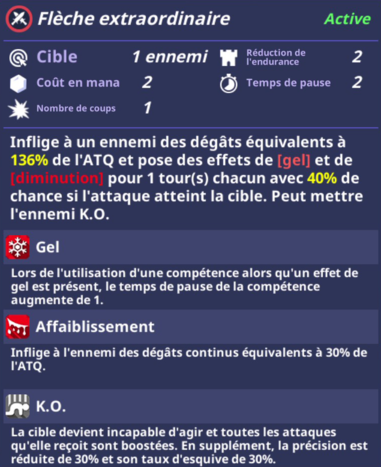 Flèche extraordinaire Active
Cible 1 ennemi
Réduction de l'endurance 2
Coût en mana 2
Temps de pause 2
Nombre de coups 1
Inflige à un ennemi des dégâts équivalents à
136% de l'ATQ et pose des effets de [gel] et de
[diminution] pour 1 tour(s) chacun avec 40% de
chance si l'attaque atteint la cible. Peut mettre
l'ennemi K.O.
Gel
Lors de l'utilisation d'une compétence alors qu'un effet de
gel est présent, le temps de pause de la compétence
augmente de 1.
Affaiblissement
Inflige à l'ennemi des dégâts continus équivalents à 30% de
l'ATQ.
K.O.
La cible devient incapable d'agir et toutes les attaques
qu'elle reçoit sont boostées. En supplément, la précision est
réduite de 30% et son taux d'esquive de 30%.